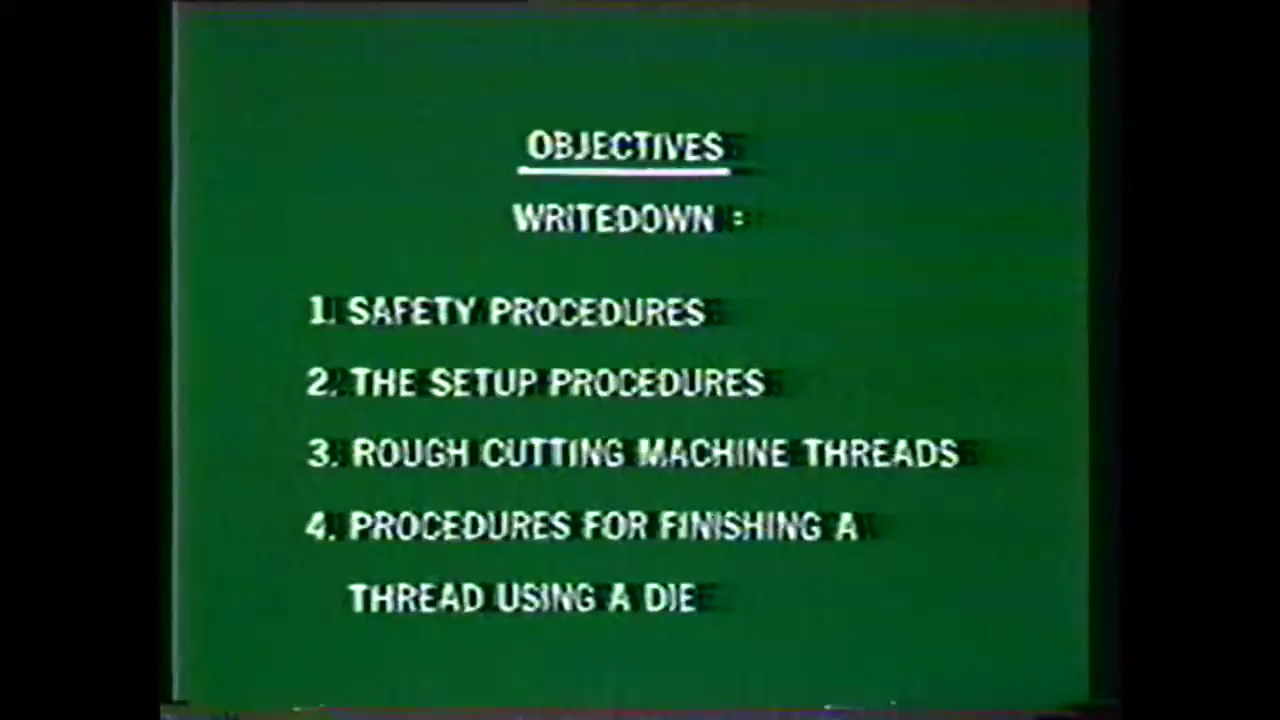 OBJECTIVES
WRITEDOWN :
1. SAFETY PROCEDURES
2. THE SETUP PROCEDURES
3. ROUGH CUTTING MACHINE THREADS
4. PROCEDURES FOR FINISHING A
THREAD USING A DIE